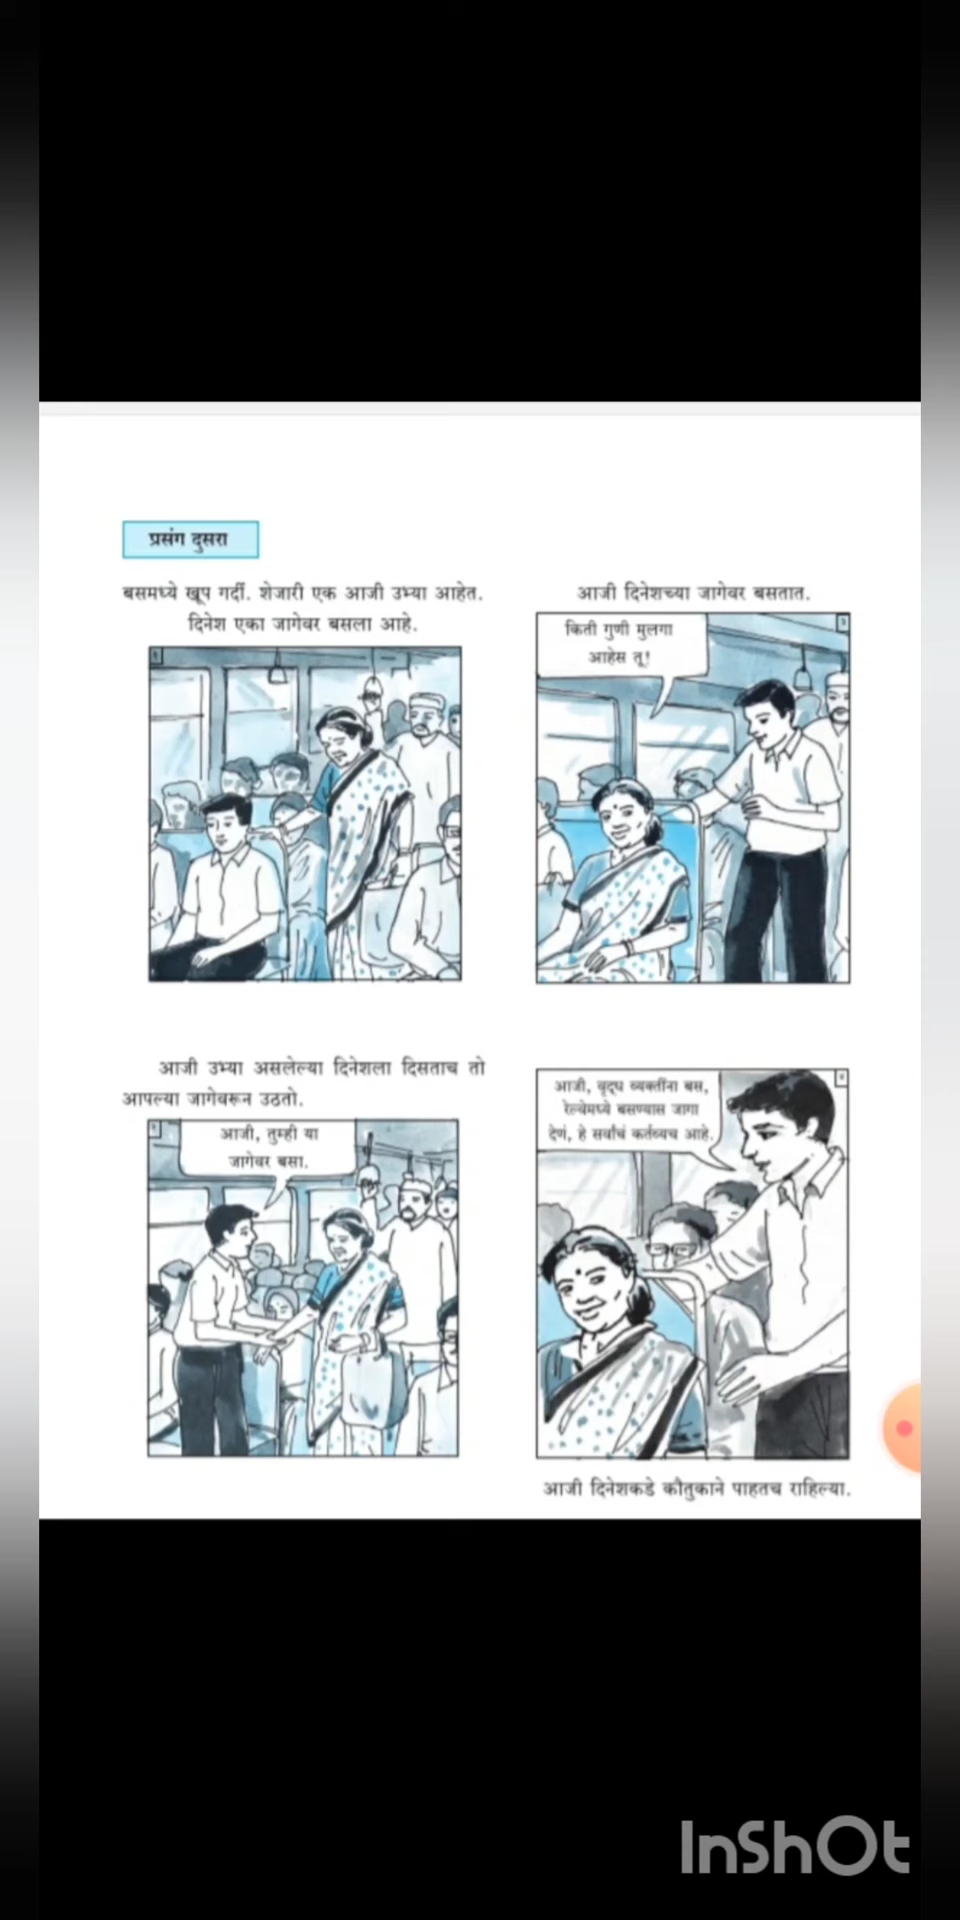 प्रसंग दुसरा
बसमध्ये खूप गर्दी. शेजारी एक आजी उभ्या आहेत.
दिनेश एका जागेवर बसला आहे.
आजी उभ्या असलेल्या दिनेशला दिसताच तो
आपल्या जागेवरून उठतो.
आजी, तुम्ही या
जागेवर बसा.
आजी दिनेशच्या जागेवर बसतात.
किती गुणी मुलगा
आहेस तू!
आजी, वृद्ध व्यक्तींना बस,
रेल्वेमध्ये बसण्यास जागा
देणं, हे सर्वांचं कर्तव्यच आहे.
आजी दिनेशकडे कौतुकाने पाहतच राहिल्या.
InShOt